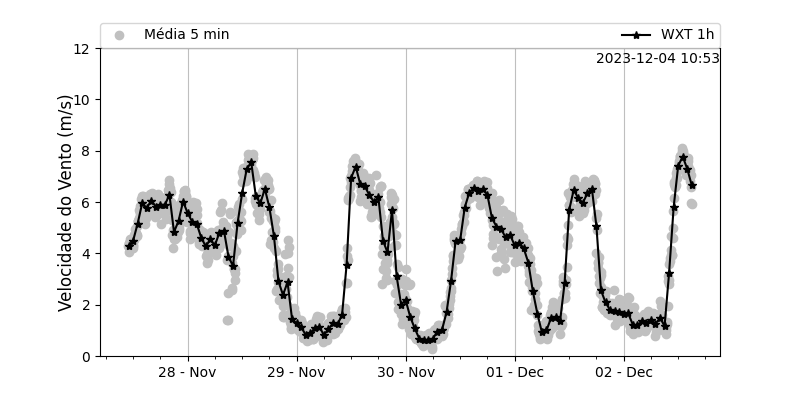 Média 5 min
WXT 1h
2023-12-04 10:53
Velocidade do Vento (m/s)
12
10
8
6
4
2
0
28 - Nov
29 - Nov
30 - Nov
01 - Dec
02 - Dec